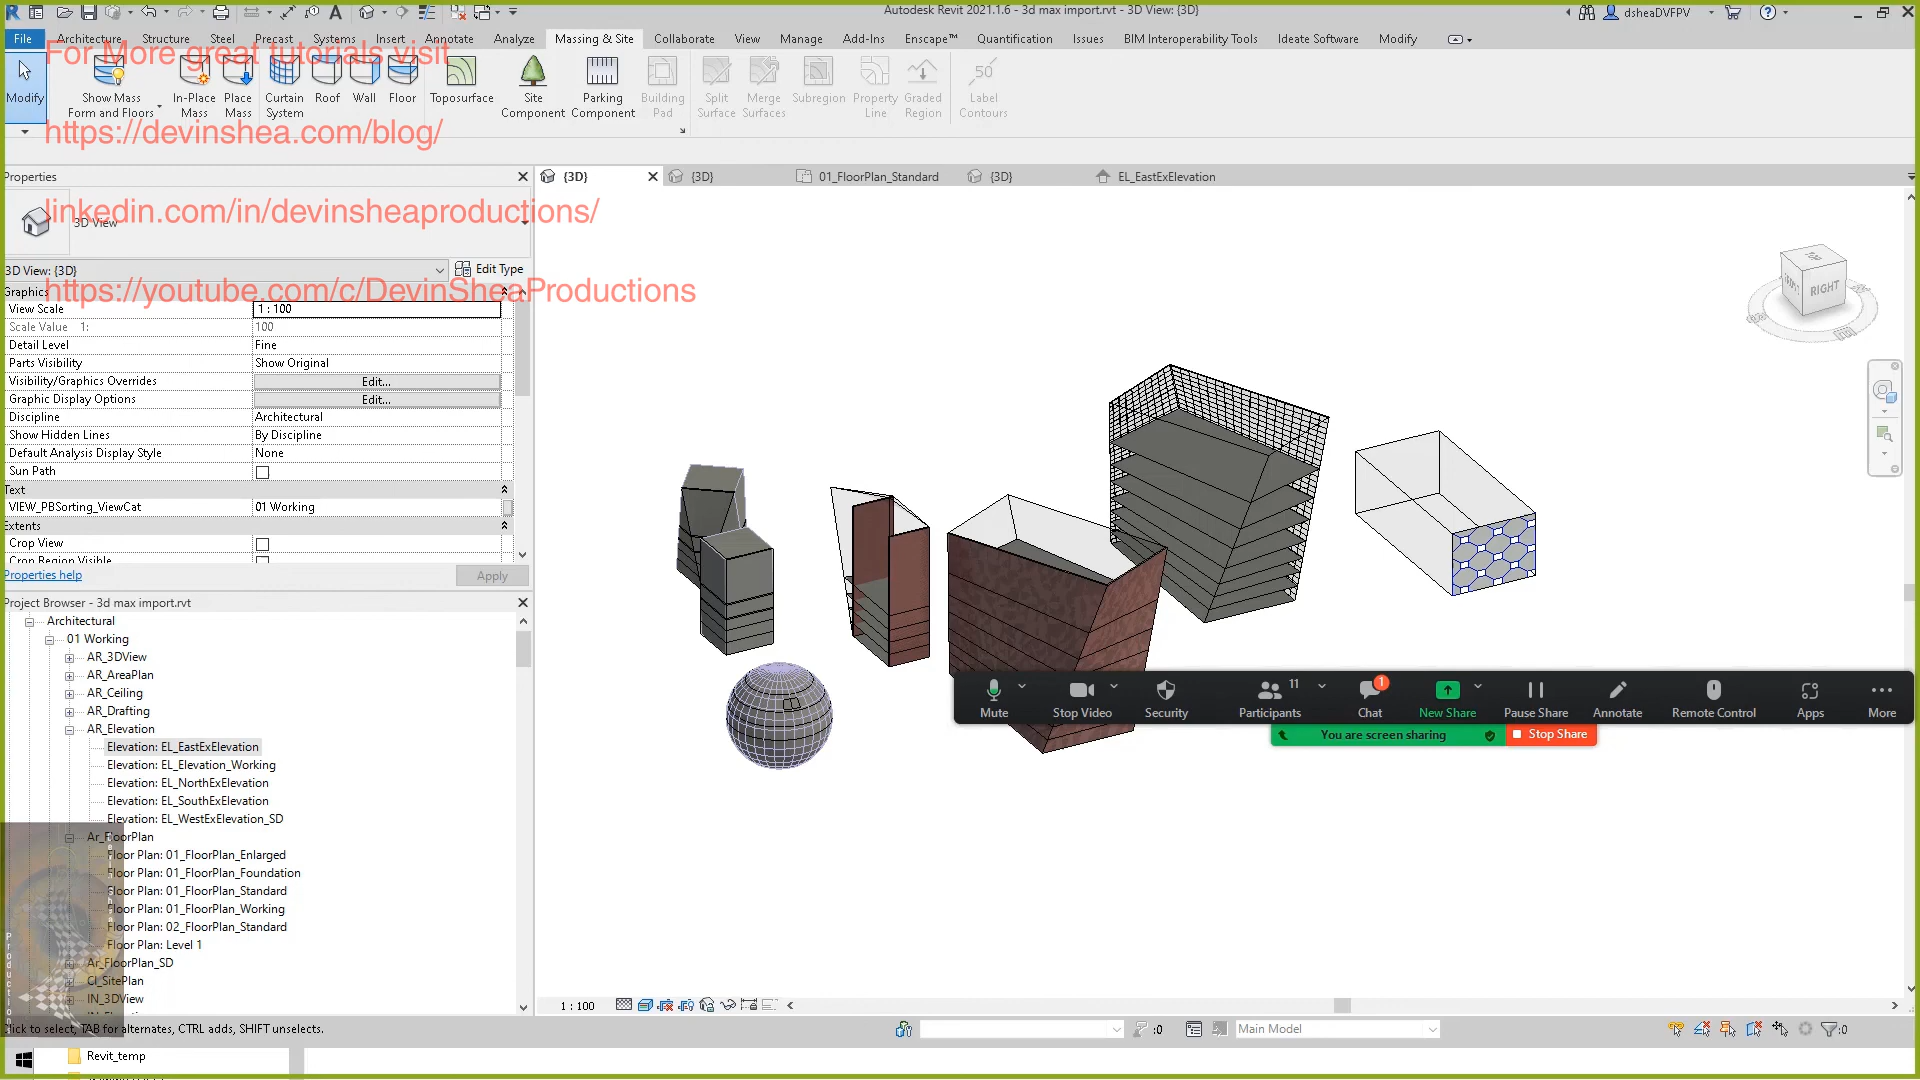 Autodesk Revit 2021.1.6 - 3d max import.rvt - 3D View: {3D}
dsheaDVFPV
File Architecture Structure Steel Precast Systems Insert Annotate Analyze Massing & Site Collaborate View Manage Add-Ins Enscape™ Quantification Issues BIM Interoperability Tools Ideate Software Modify
For More great tutorials visit
Modify
Show Mass Form and Floors
In-Place Mass
Place Mass
Curtain System
Roof
Wall
Floor
Toposurface
Site Component
Parking Component
Building Pad
Split Surface
Merge Surfaces
Subregion
Property Line
Graded Region
50
Label Contours
https://devinshea.com/blog/
Properties
{3D}
{3D}
01_FloorPlan_Standard
{3D}
EL_EastExElevation
linkedin.com/in/devinsheaproductions/
3D View
3D View: {3D}
Edit Type
https://youtube.com/c/DevinSheaProductions
Graphics
View Scale 1 : 100
Scale Value 1: 100
Detail Level Fine
Parts Visibility Show Original
Visibility/Graphics Overrides Edit...
Graphic Display Options Edit...
Discipline Architectural
Show Hidden Lines By Discipline
Default Analysis Display Style None
Sun Path
Text
VIEW_PBSorting_ViewCat 01 Working
Extents
Crop View
Crop Region Visible
Properties help
Apply
TOP
RIGHT
Project Browser - 3d max import.rvt
Architectural
01 Working
AR_3DView
AR_AreaPlan
AR_Ceiling
AR_Drafting
AR_Elevation
Elevation: EL_EastExElevation
Elevation: EL_Elevation_Working
Elevation: EL_NorthExElevation
Elevation: EL_SouthExElevation
Elevation: EL_WestExElevation_SD
Ar_FloorPlan
Floor Plan: 01_FloorPlan_Enlarged
Floor Plan: 01_FloorPlan_Foundation
Floor Plan: 01_FloorPlan_Standard
Floor Plan: 01_FloorPlan_Working
Floor Plan: 02_FloorPlan_Standard
Floor Plan: Level 1
Ar_FloorPlan_SD
CI_SitePlan
IN_3DView
Mute
Stop Video
Security
Participants 11
Chat 1
New Share
Pause Share
Annotate
Remote Control
Apps
More
You are screen sharing
Stop Share
1 : 100
Click to select, TAB for alternates, CTRL adds, SHIFT unselects.
:0
Main Model
:0
Revit_temp
Productions